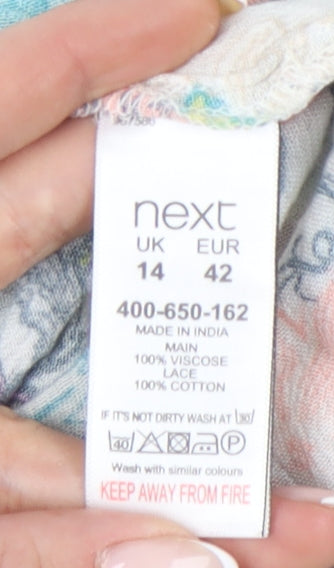 next
UK EUR
14 42
400-650-162
MADE IN INDIA
MAIN
100% VISCOSE
LACE
100% COTTON
IF IT'S NOT DIRTY WASH AT 30
40 P
Wash with similar colours
KEEP AWAY FROM FIRE